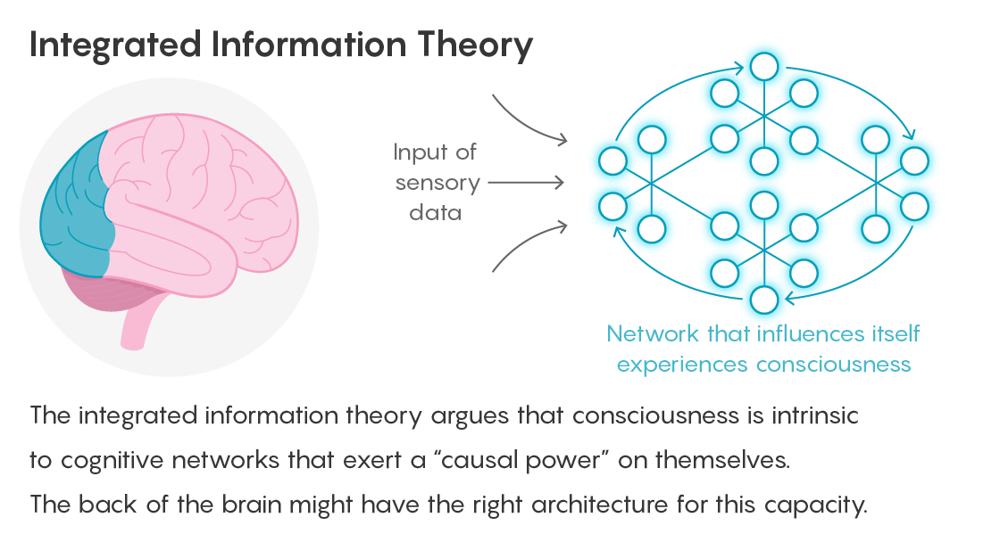 Integrated Information Theory
Input of
sensory
data
Network that influences itself
experiences consciousness
The integrated information theory argues that consciousness is intrinsic
to cognitive networks that exert a “causal power” on themselves.
The back of the brain might have the right architecture for this capacity.